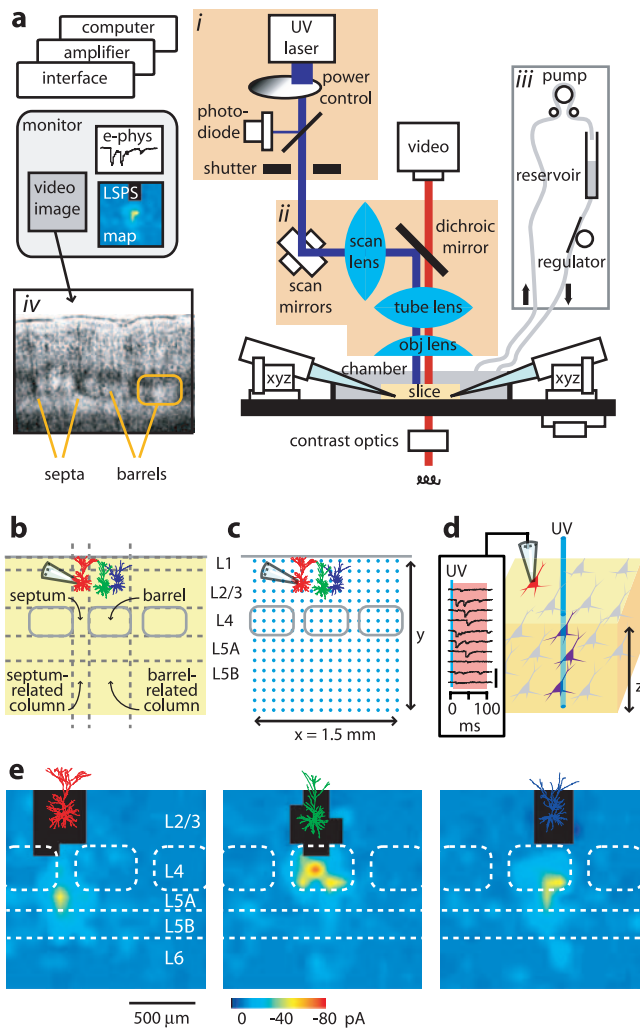 a
computer
amplifier
interface
monitor
e-phys
video
image
LSPS
map
i
UV
laser
power
control
photo-
diode
shutter
video
iii
pump
reservoir
regulator
ii
scan
lens
dichroic
mirror
scan
mirrors
tube lens
obj lens
chamber
xyz
slice
xyz
contrast optics
iv
septa
barrels
b
septum
barrel
septum-
related
column
barrel-
related
column
c
L1
L2/3
L4
L5A
L5B
y
x = 1.5 mm
d
UV
UV
0
100
ms
z
e
L2/3
L4
L5A
L5B
L6
500 µm
0
-40
-80
pA